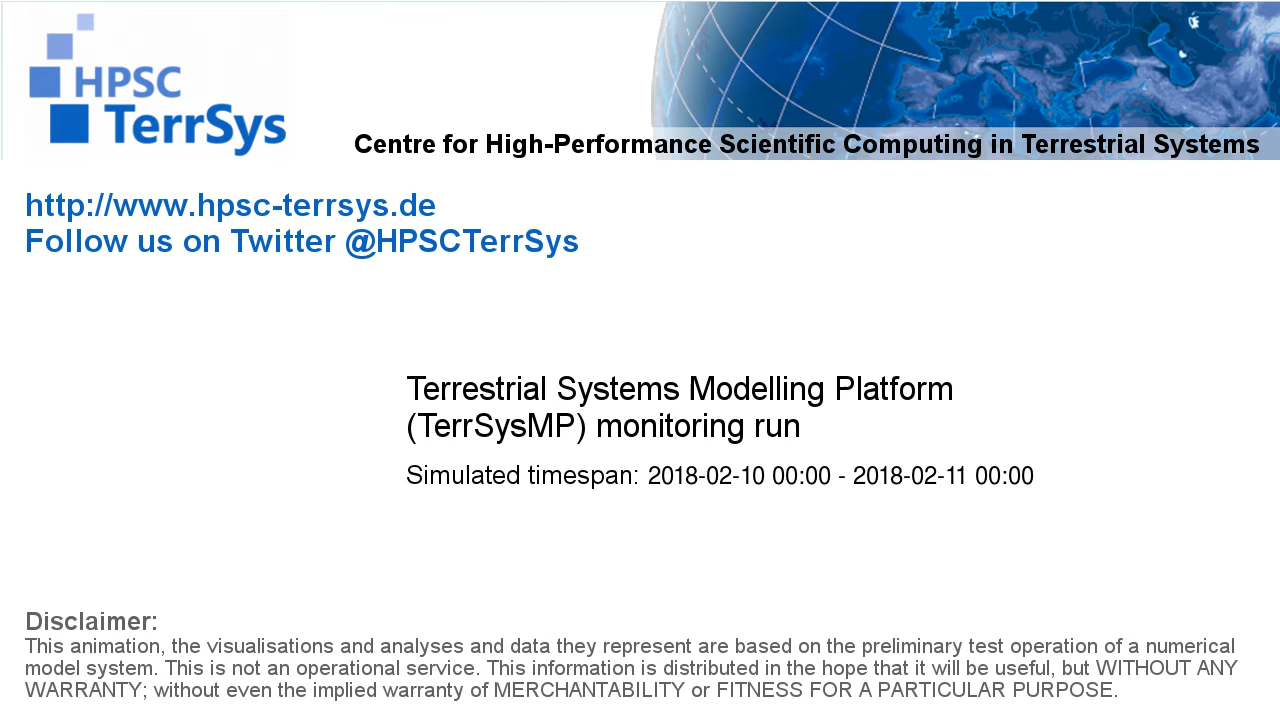 HPSC
TerrSys
Centre for High-Performance Scientific Computing in Terrestrial Systems
http://www.hpsc-terrsys.de
Follow us on Twitter @HPSCTerrSys
Terrestrial Systems Modelling Platform
(TerrSysMP) monitoring run
Simulated timespan: 2018-02-10 00:00 - 2018-02-11 00:00
Disclaimer:
This animation, the visualisations and analyses and data they represent are based on the preliminary test operation of a numerical
model system. This is not an operational service. This information is distributed in the hope that it will be useful, but WITHOUT ANY
WARRANTY; without even the implied warranty of MERCHANTABILITY or FITNESS FOR A PARTICULAR PURPOSE.